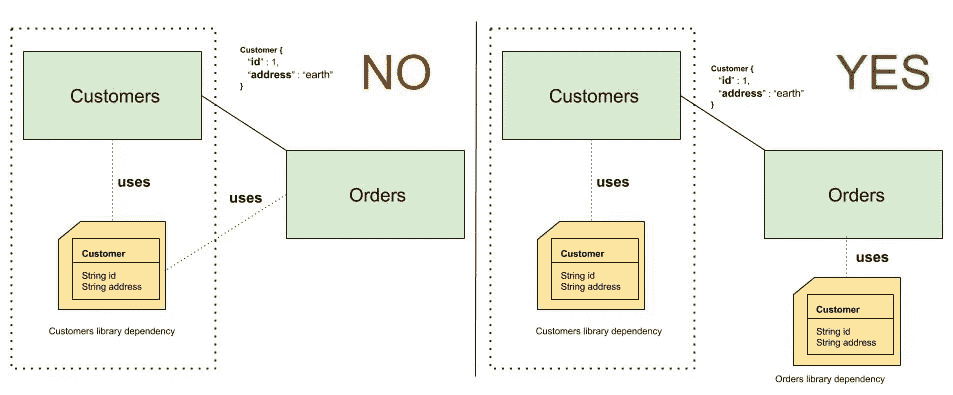 NO
Customer {
"id" : 1,
"address" : "earth"
}
Customers
uses
uses
Orders
Customer
String id
String address
Customers library dependency
YES
Customer {
"id" : 1,
"address" : "earth"
}
Customers
Orders
uses
uses
Customer
String id
String address
Customers library dependency
Customer
String id
String address
Orders library dependency